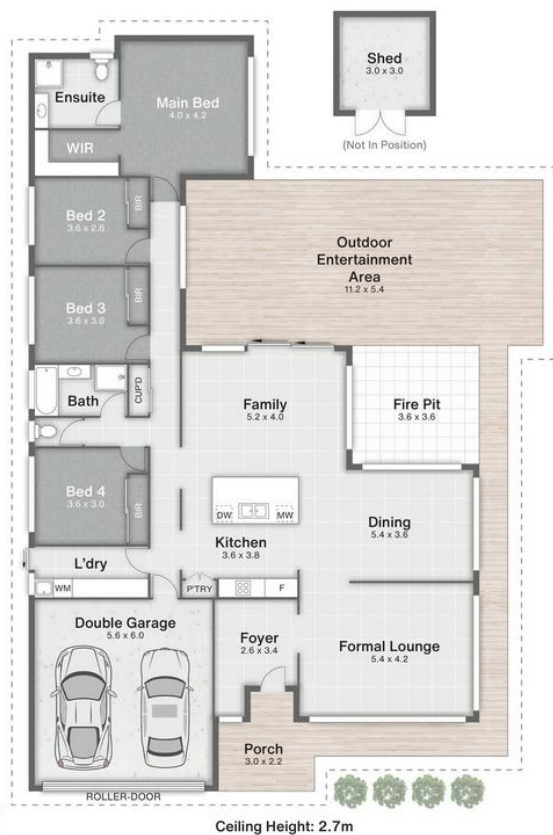 Shed
3.0 x 3.0
(Not In Position)
Ensuite
Main Bed
4.0 x 4.2
WIR
Bed 2
3.6 x 2.8
BIR
Outdoor
Entertainment
Area
11.2 x 5.4
Bed 3
3.6 x 3.0
BIR
Bath
CUP'D
Family
5.2 x 4.0
Fire Pit
3.6 x 3.6
Bed 4
3.6 x 3.0
BIR
DW
MW
Kitchen
3.6 x 3.8
Dining
5.4 x 3.6
L'dry
WM
P'TRY
F
Double Garage
5.6 x 6.0
Foyer
2.6 x 3.4
Formal Lounge
5.4 x 4.2
Porch
3.0 x 2.2
ROLLER-DOOR
Ceiling Height: 2.7m